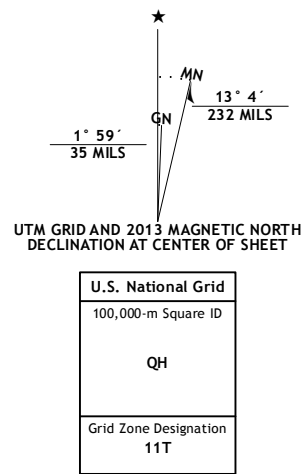 ★
MN
GN
13° 4´
232 MILS
1° 59´
35 MILS
UTM GRID AND 2013 MAGNETIC NORTH
DECLINATION AT CENTER OF SHEET
U.S. National Grid
100,000-m Square ID
QH
Grid Zone Designation
11T